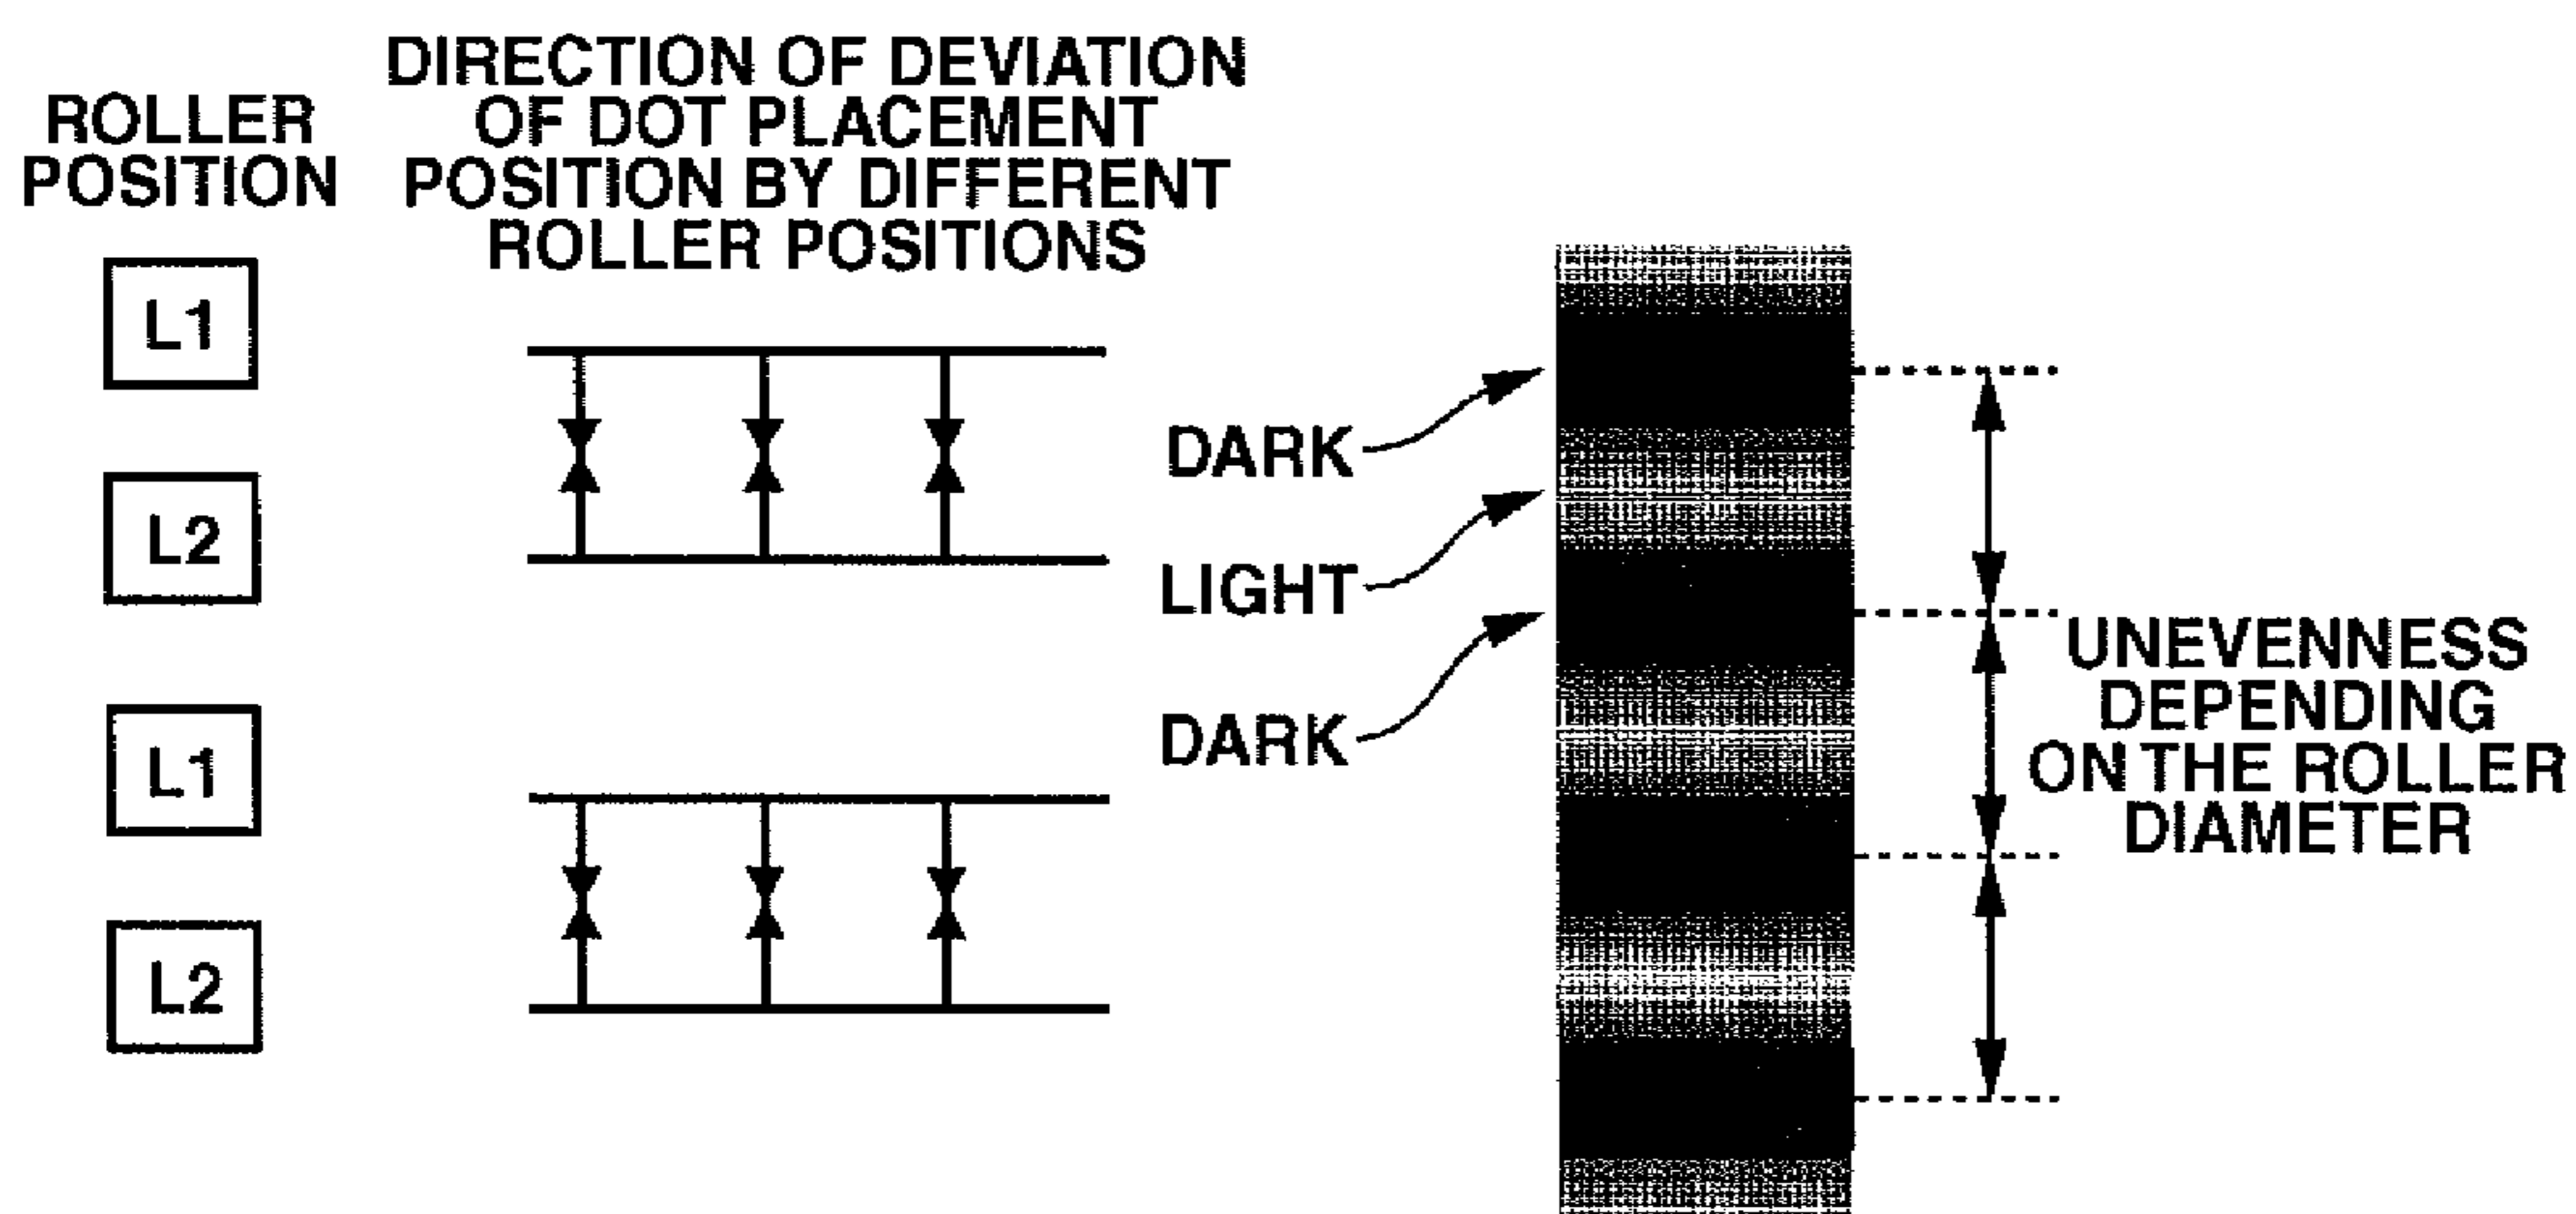 ROLLER
POSITION
DIRECTION OF DEVIATION
OF DOT PLACEMENT
POSITION BY DIFFERENT
ROLLER POSITIONS
L1
L2
L1
L2
DARK
LIGHT
DARK
UNEVENNESS
DEPENDING
ON THE ROLLER
DIAMETER